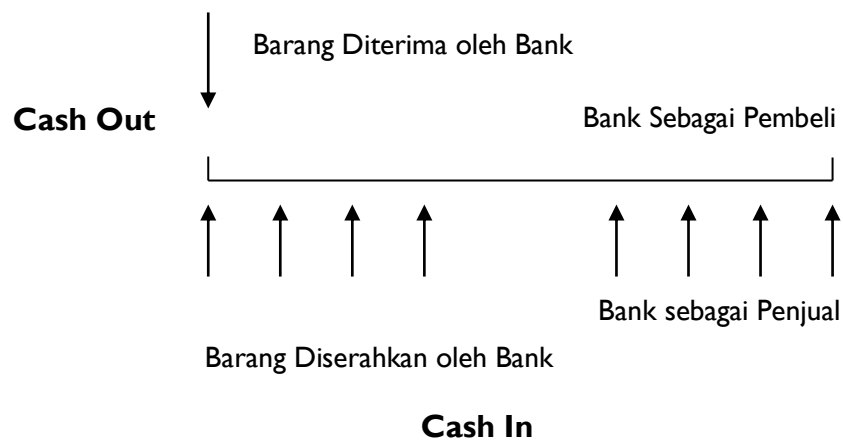 Barang Diterima oleh Bank
Cash Out
Bank Sebagai Pembeli
Bank sebagai Penjual
Barang Diserahkan oleh Bank
Cash In